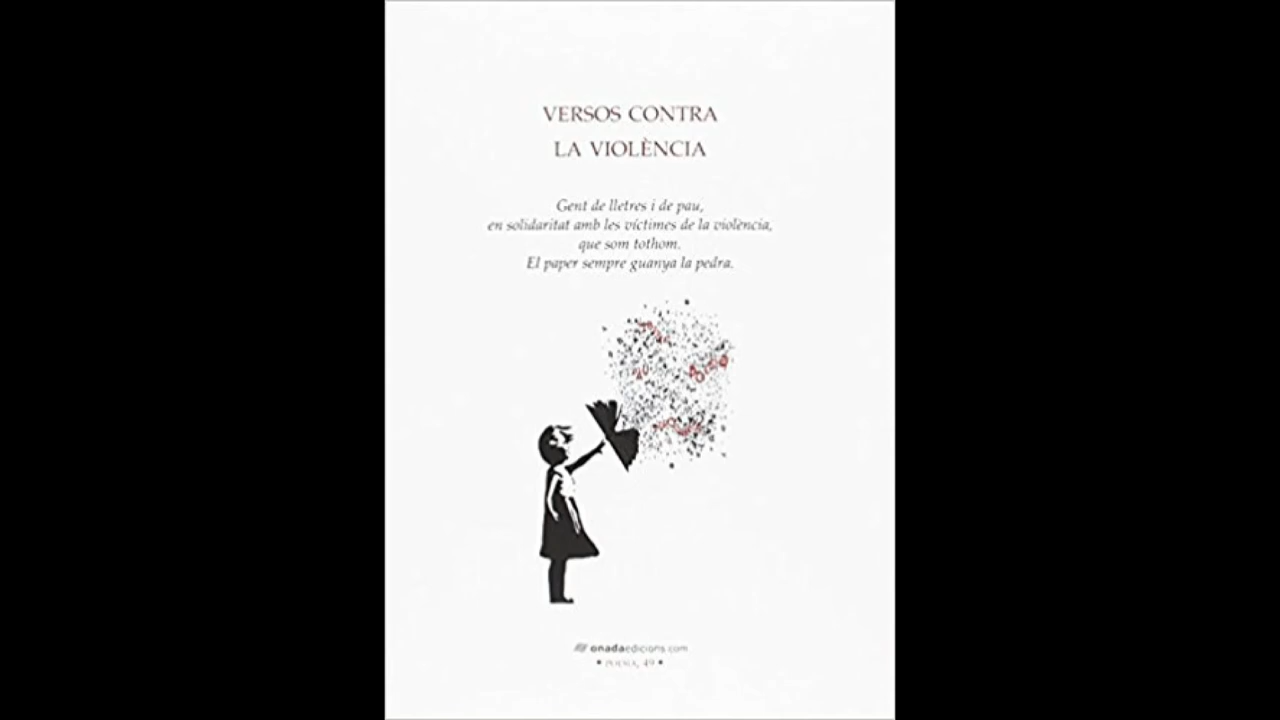 VERSOS CONTRA
LA VIOLÈNCIA
Gent de lletres i de pau,
en solidaritat amb les víctimes de la violència,
que som tothom.
El paper sempre guanya la pedra.
onadaedicions.com
• POESIA, 49 •